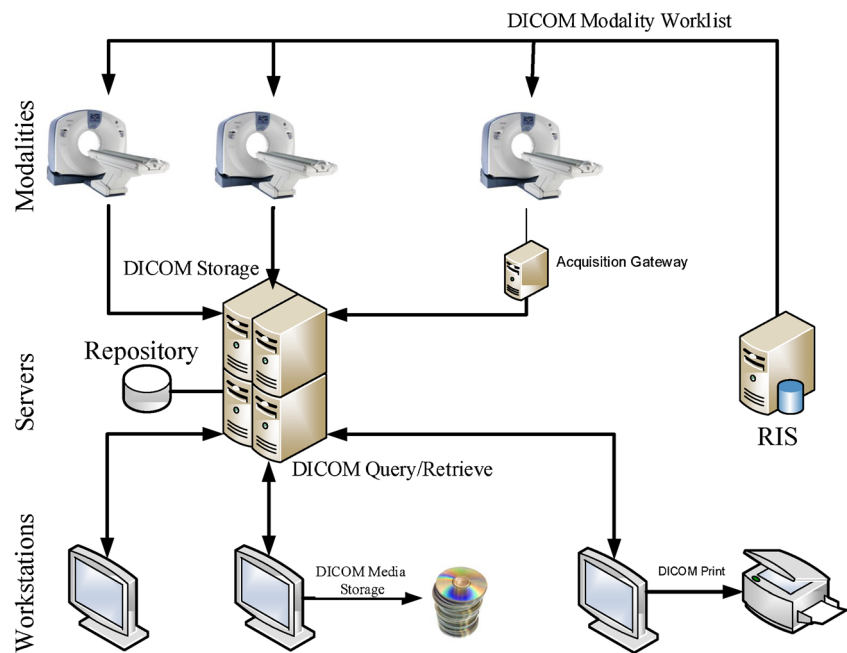 DICOM Modality Worklist
Modalities
DICOM Storage
Acquisition Gateway
Repository
Servers
RIS
DICOM Query/Retrieve
Workstations
DICOM Media
Storage
DICOM Print